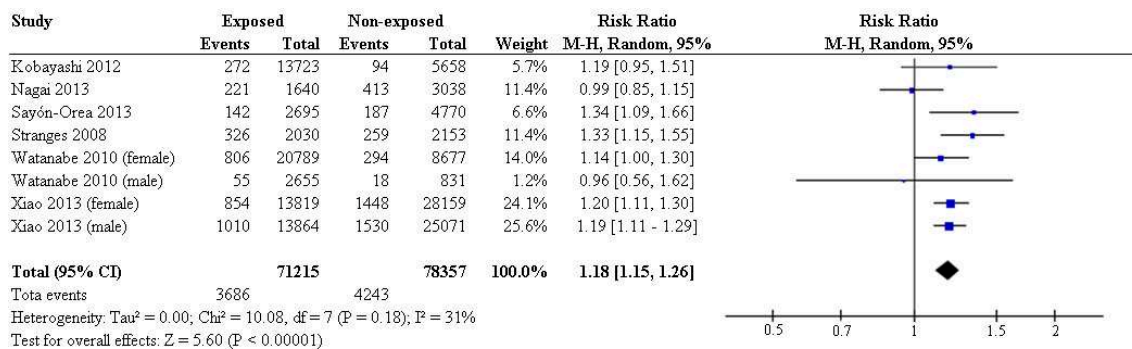 Study Exposed Non-exposed Risk Ratio Risk Ratio
Events Total Events Total Weight M-H, Random, 95% M-H, Random, 95%
Kobayashi 2012 272 13723 94 5658 5.7% 1.19 [0.95, 1.51]
Nagai 2013 221 1640 413 3038 11.4% 0.99 [0.85, 1.15]
Sayón-Orea 2013 142 2695 187 4770 6.6% 1.34 [1.09, 1.66]
Stranges 2008 326 2030 259 2153 11.4% 1.33 [1.15, 1.55]
Watanabe 2010 (female) 806 20789 294 8677 14.0% 1.14 [1.00, 1.30]
Watanabe 2010 (male) 55 2655 18 831 1.2% 0.96 [0.56, 1.62]
Xiao 2013 (female) 854 13819 1448 28159 24.1% 1.20 [1.11, 1.30]
Xiao 2013 (male) 1010 13864 1530 25071 25.6% 1.19 [1.11 - 1.29]
Total (95% CI) 71215 78357 100.0% 1.18 [1.15, 1.26]
Tota events 3686 4243
Heterogeneity: Tau² = 0.00; Chi² = 10.08, df = 7 (P = 0.18); I² = 31%
Test for overall effects: Z = 5.60 (P < 0.00001)
0.5 0.7 1 1.5 2